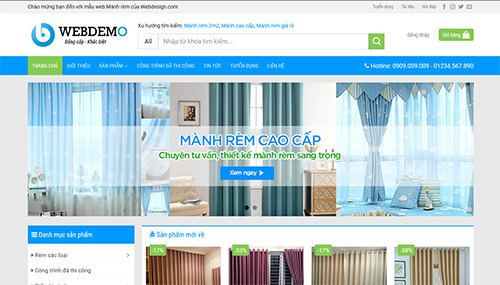 Chào mừng bạn đến với mẫu web Mành rèm của Webdesign.com
Tuyển dụng Tài liệu Tin tức
WEBDEMO
Đẳng cấp - Khác biệt
Xu hướng tìm kiếm: Mành rèm 2m2, Mành cao cấp, Mành rèm giá rẻ
All Nhập từ khóa tìm kiếm...
Đăng nhập
Giỏ hàng
TRANG CHỦ GIỚI THIỆU SẢN PHẨM CÔNG TRÌNH ĐÃ THI CÔNG TIN TỨC TUYỂN DỤNG LIÊN HỆ
Hotline: 0909.009.009 - 01234.567.890
MÀNH RÈM CAO CẤP
Chuyên tư vấn, thiết kế mành rèm sang trọng
Xem ngay
Danh mục sản phẩm
Rèm các loại
Công trình đã thi công
Sản phẩm mới về
-17% -33% -17% -38%